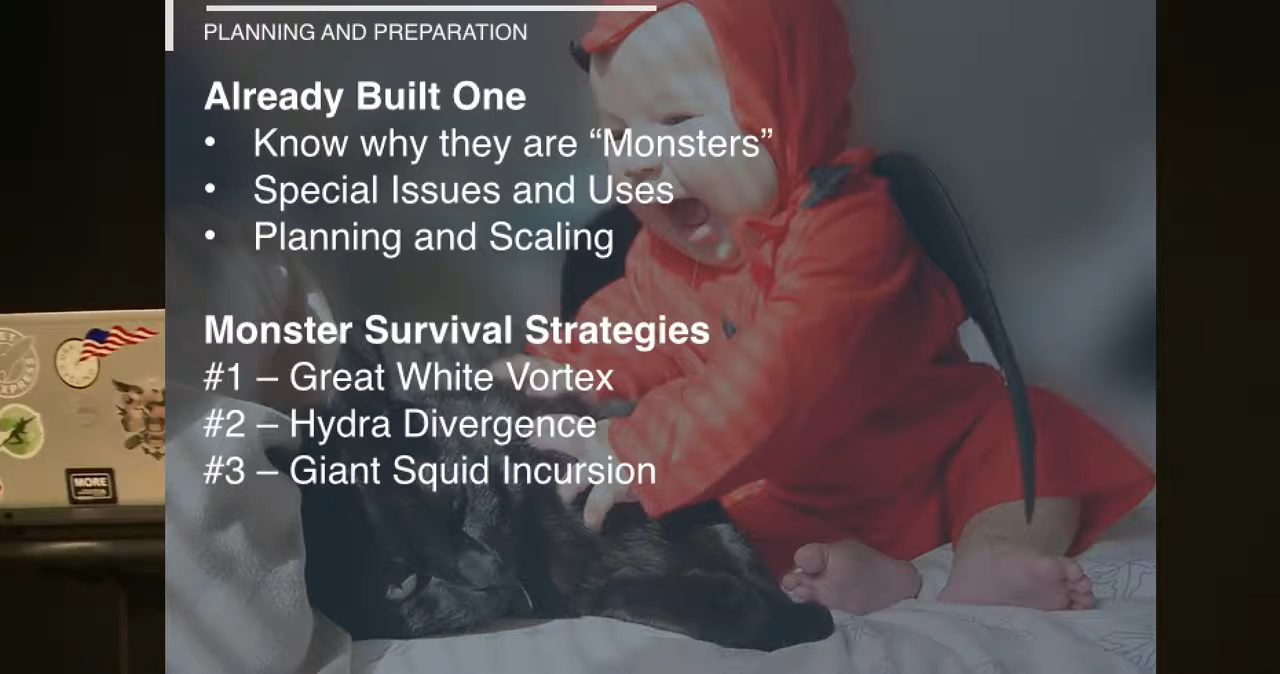 PLANNING AND PREPARATION
Already Built One
• Know why they are “Monsters”
• Special Issues and Uses
• Planning and Scaling
Monster Survival Strategies
#1 – Great White Vortex
#2 – Hydra Divergence
#3 – Giant Squid Incursion
MORE